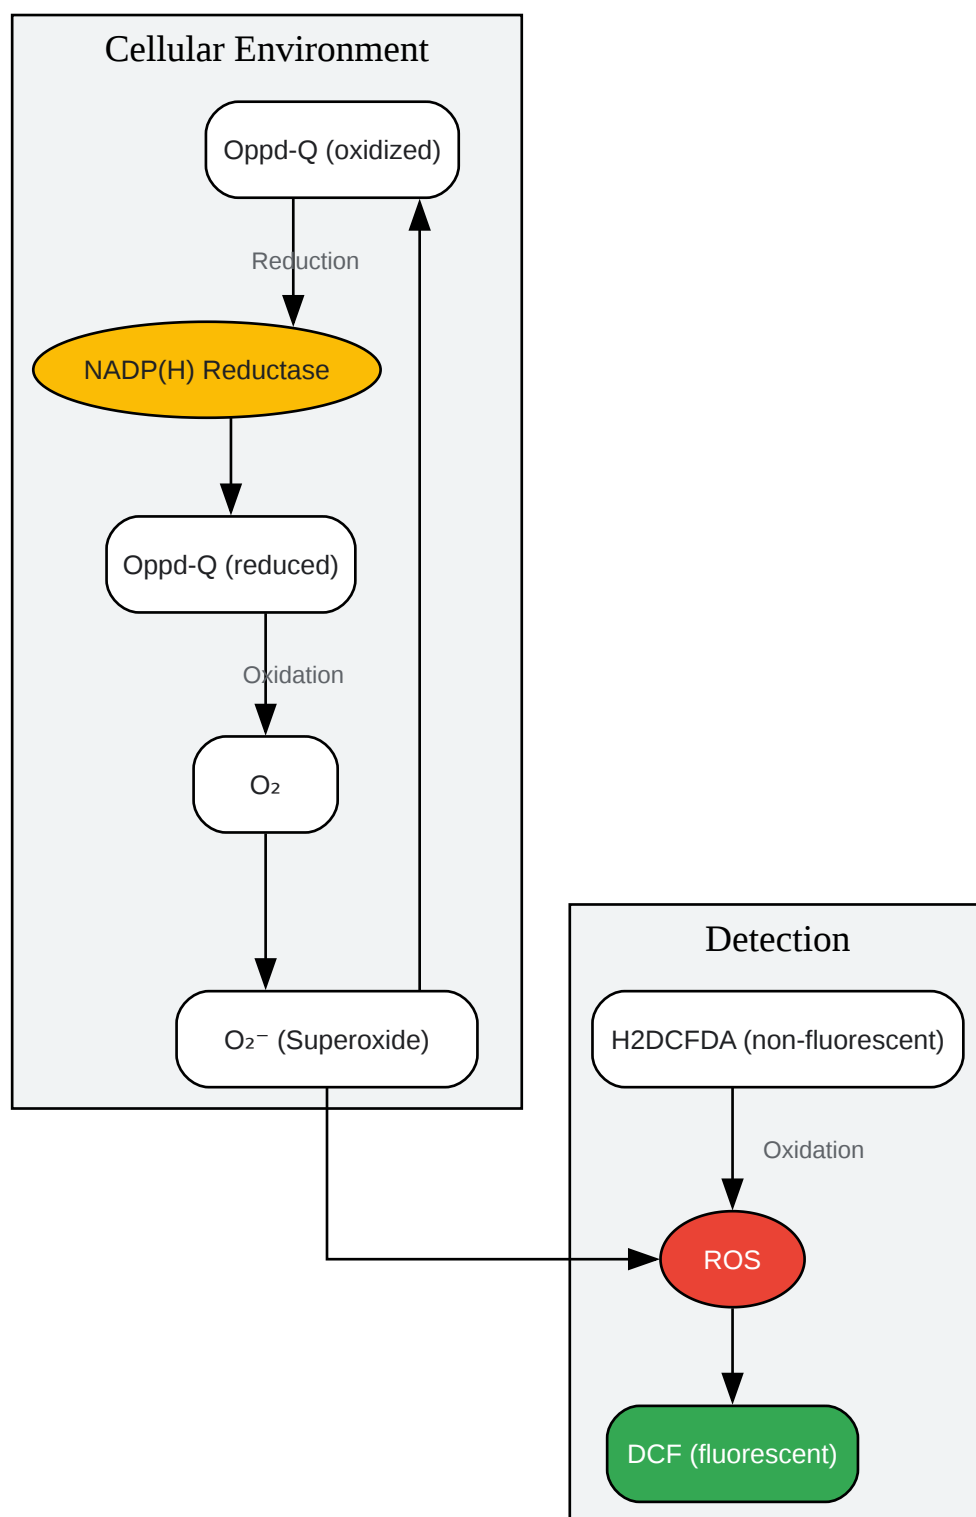 Cellular Environment
Oppd-Q (oxidized)
Reduction
NADP(H) Reductase
Oppd-Q (reduced)
Oxidation
O₂
O₂⁻ (Superoxide)
Detection
H2DCFDA (non-fluorescent)
Oxidation
ROS
DCF (fluorescent)